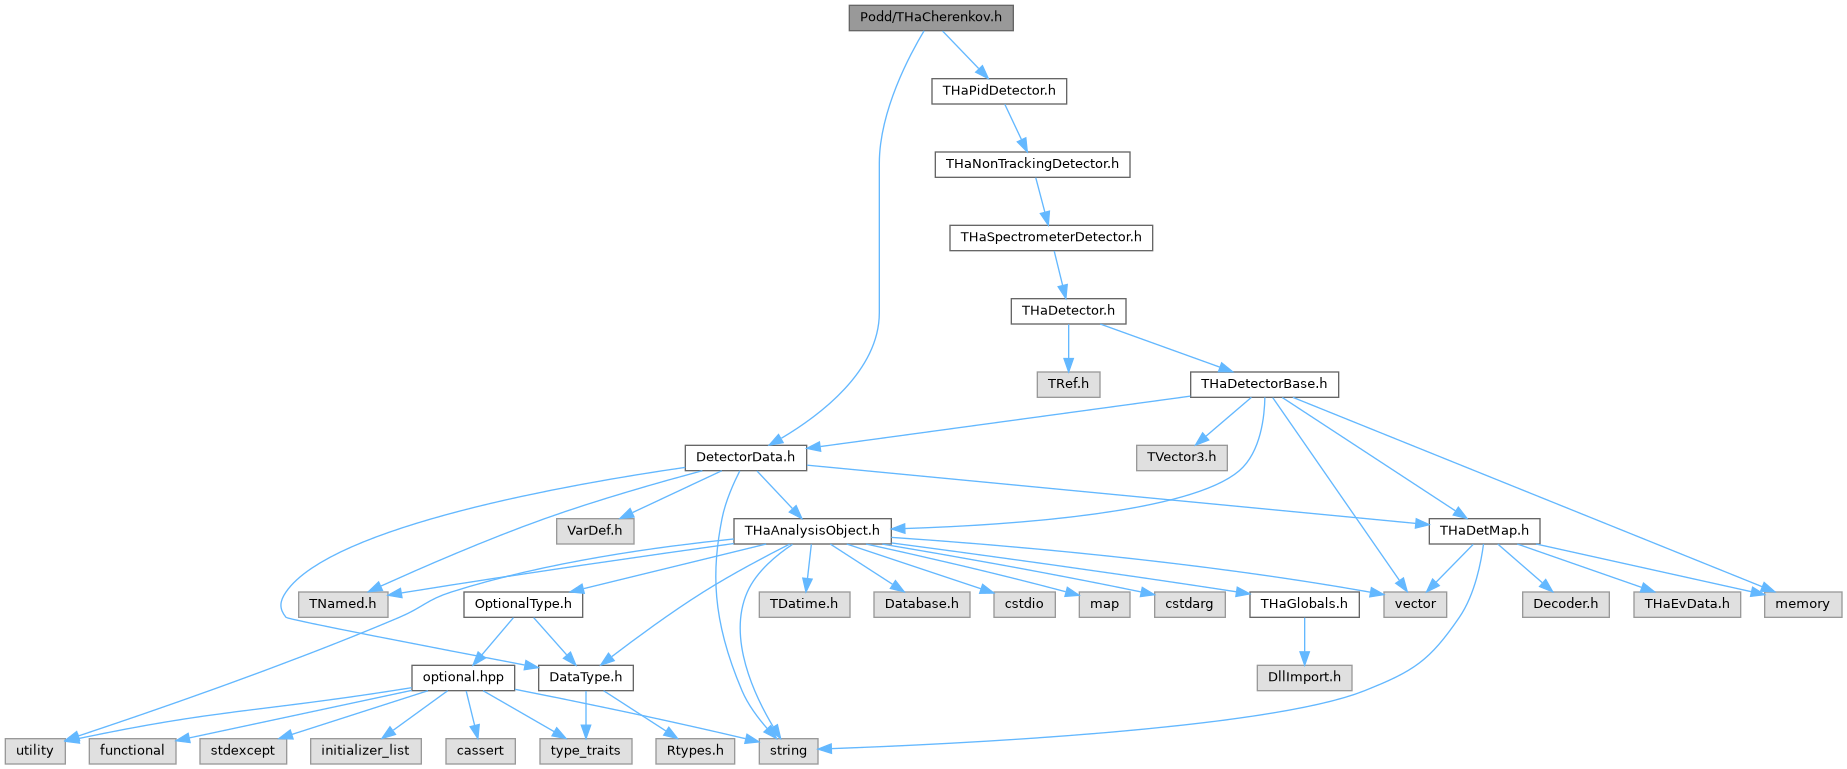 Podd/THaCherenkov.h
THaPidDetector.h
THaNonTrackingDetector.h
THaSpectrometerDetector.h
THaDetector.h
TRef.h
THaDetectorBase.h
DetectorData.h
TVector3.h
VarDef.h
THaAnalysisObject.h
THaDetMap.h
TNamed.h
OptionalType.h
TDatime.h
Database.h
cstdio
map
cstdarg
THaGlobals.h
vector
Decoder.h
THaEvData.h
memory
optional.hpp
DataType.h
DllImport.h
utility
functional
stdexcept
initializer_list
cassert
type_traits
Rtypes.h
string